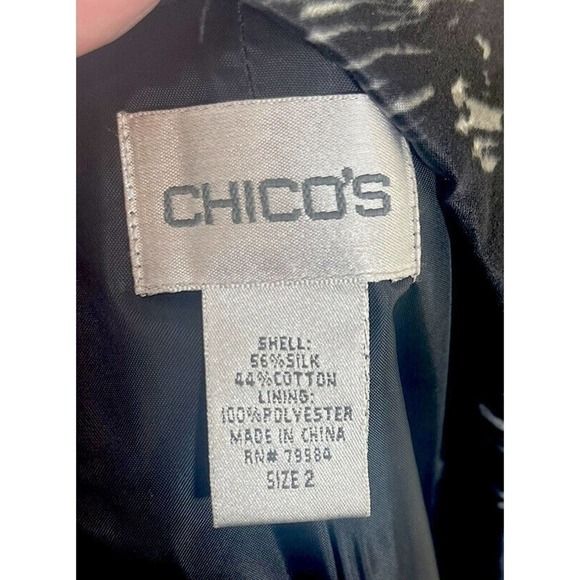 CHICO'S
SHELL:
56%SILK
44%COTTON
LINING:
100%POLYESTER
MADE IN CHINA
RN# 79984
SIZE 2